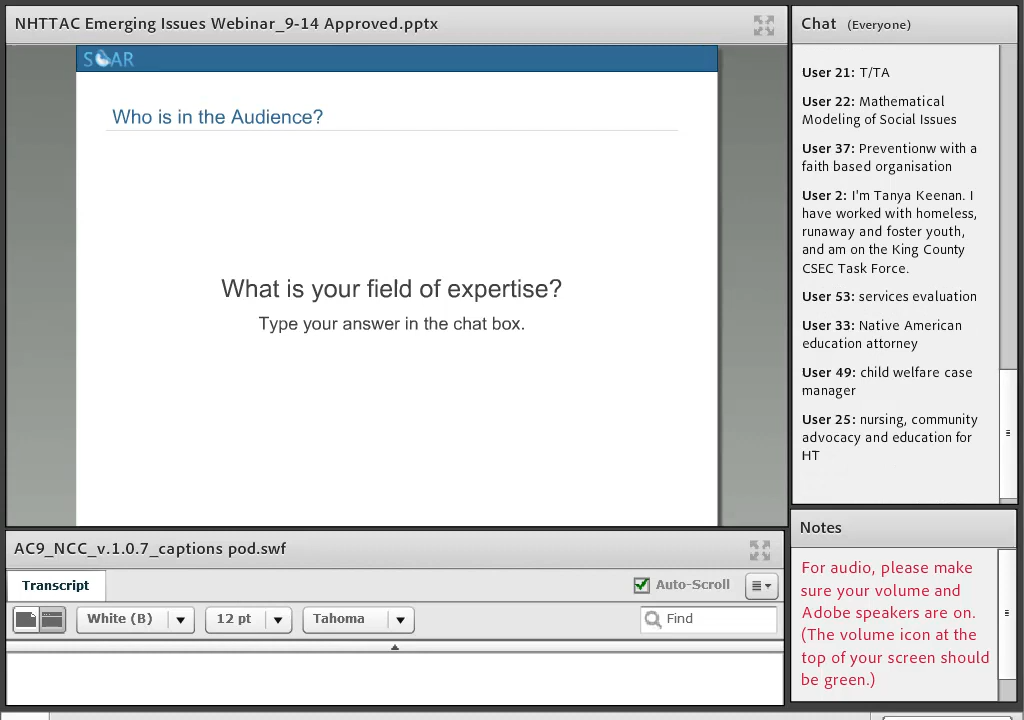 NHTTAC Emerging Issues Webinar_9-14 Approved.pptx
SOAR
Who is in the Audience?
What is your field of expertise?
Type your answer in the chat box.
AC9_NCC_v.1.0.7_captions pod.swf
Transcript
Auto-Scroll
White (B)
12 pt
Tahoma
Find
Chat (Everyone)
User 21: T/TA
User 22: Mathematical
Modeling of Social Issues
User 37: Preventionw with a
faith based organisation
User 2: I'm Tanya Keenan. I
have worked with homeless,
runaway and foster youth,
and am on the King County
CSEC Task Force.
User 53: services evaluation
User 33: Native American
education attorney
User 49: child welfare case
manager
User 25: nursing, community
advocacy and education for
HT
Notes
For audio, please make
sure your volume and
Adobe speakers are on.
(The volume icon at the
top of your screen should
be green.)